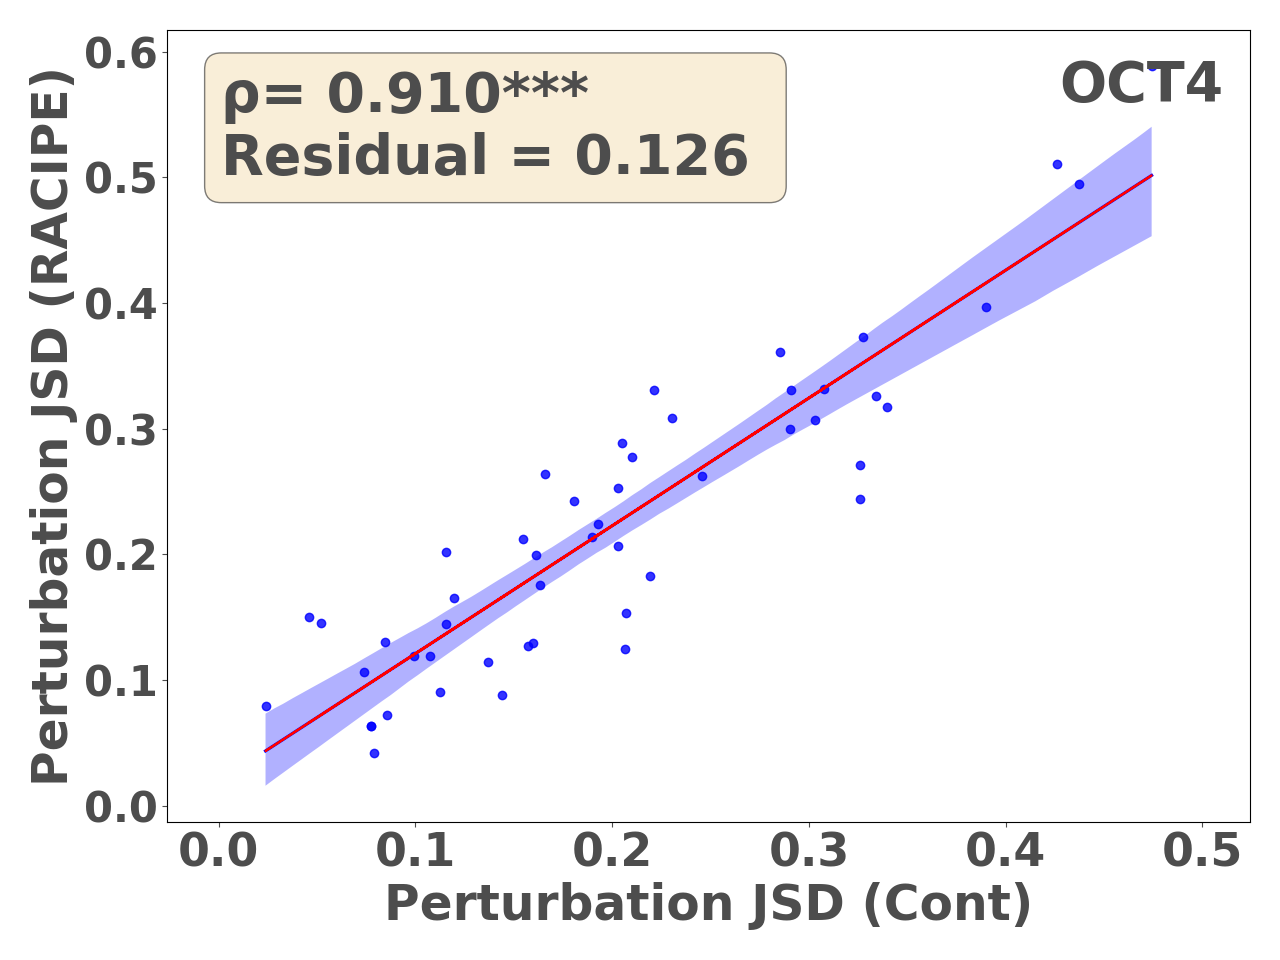 ρ= 0.910***
Residual = 0.126
OCT4
Perturbation JSD (RACIPE)
0.6
0.5
0.4
0.3
0.2
0.1
0.0
0.0 0.1 0.2 0.3 0.4 0.5
Perturbation JSD (Cont)